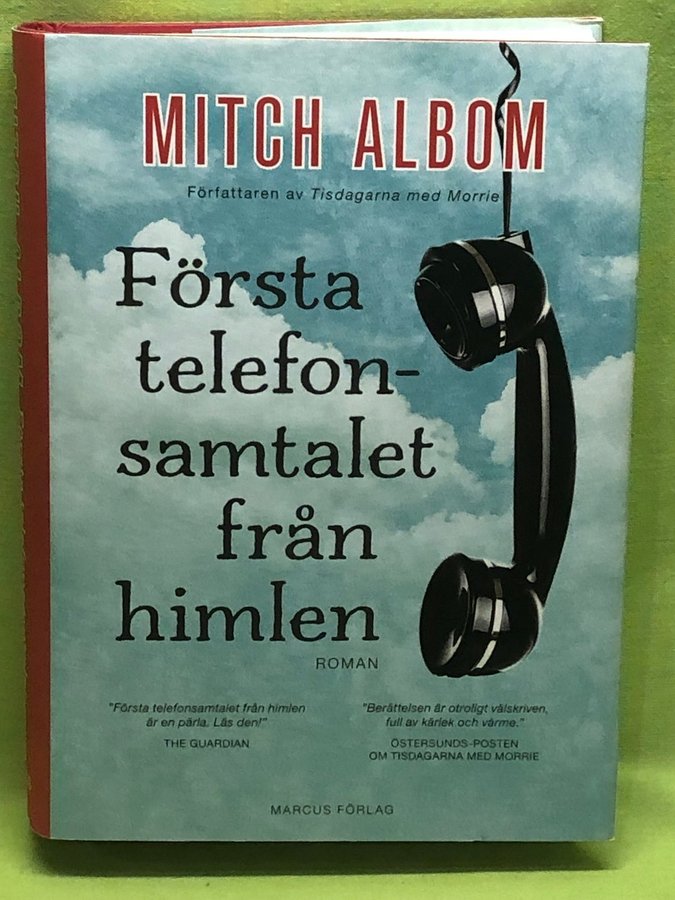 MITCH ALBOM
Författaren av Tisdagarna med Morrie
Första
telefon-
samtalet
från
himlen
ROMAN
"Första telefonsamtalet från himlen
är en pärla. Läs den!"
THE GUARDIAN
"Berättelsen är otroligt välskriven,
full av kärlek och värme."
ÖSTERSUNDS-POSTEN
OM TISDAGARNA MED MORRIE
MARCUS FÖRLAG